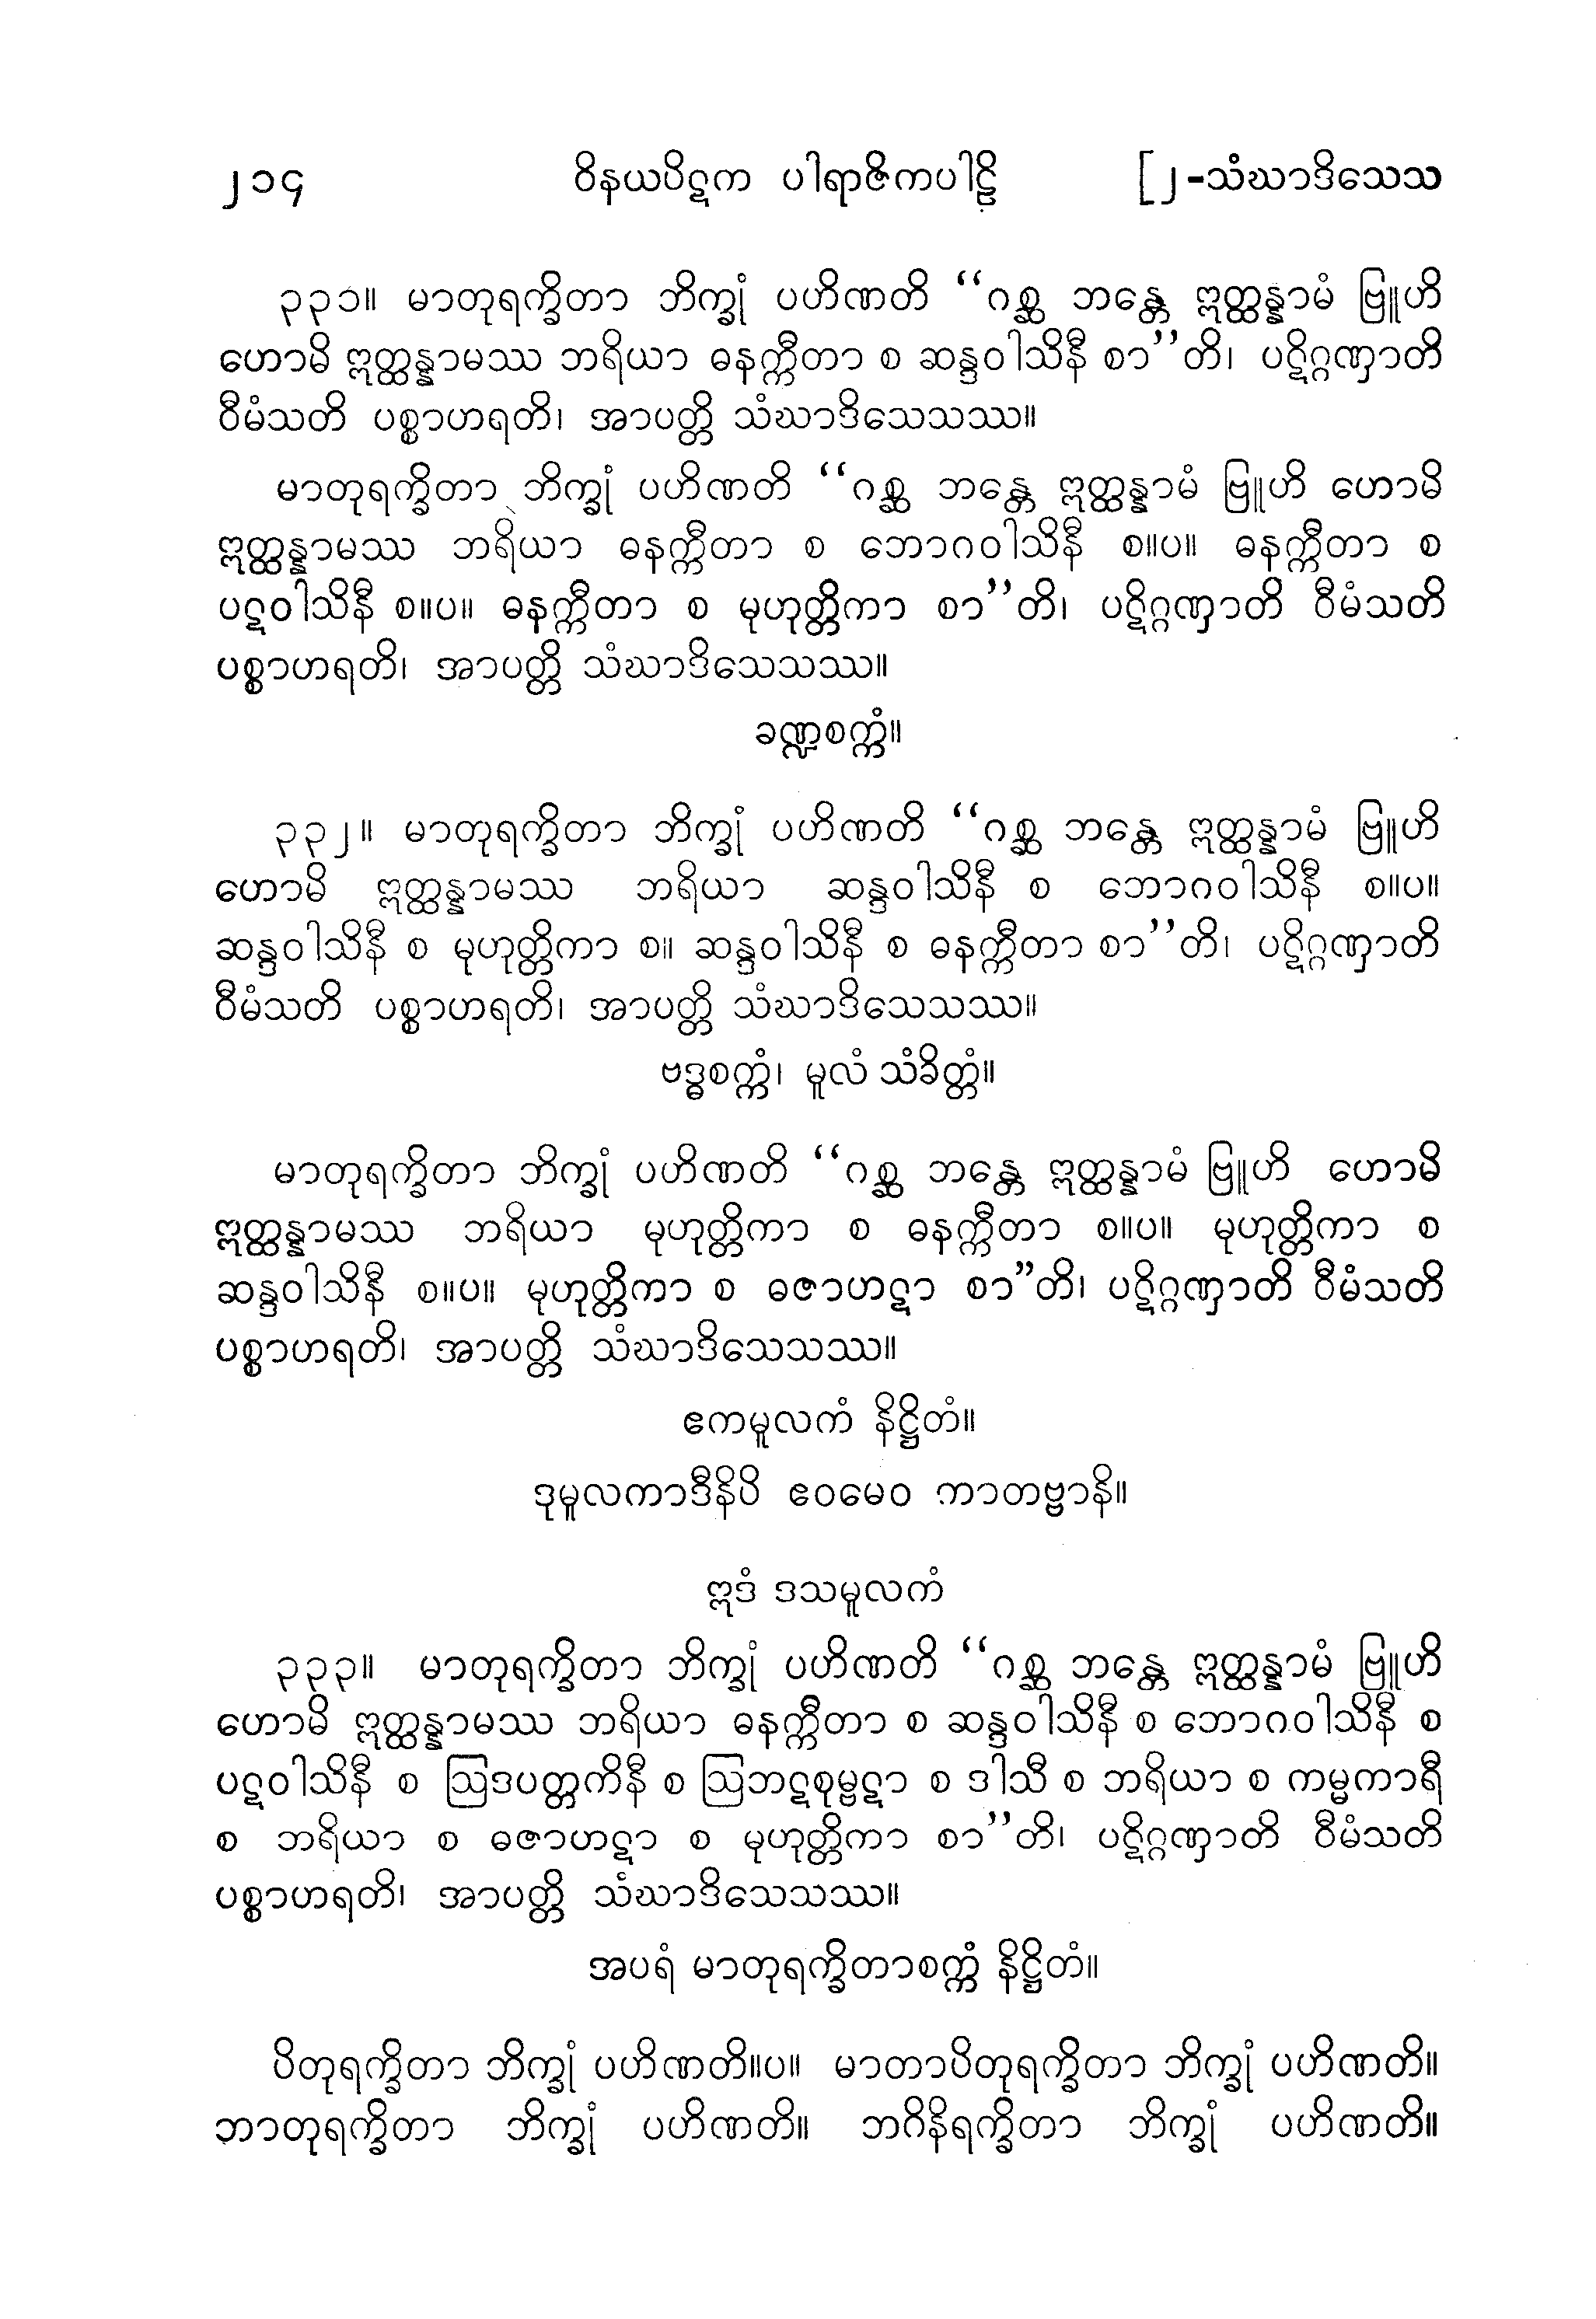 ၂၁၄ ဝိနယပိဋက ပါရာဇိကပါဠိ [၂-သံဃာဒိသေသ
၃၃၁။ မာတုရက္ခိတာ ဘိက္ခုံ ပဟိဏတိ ‘‘ဂစ္ဆ ဘန္တေ ဣတ္ထန္နာမံ ဗြူဟိ
ဟောမိ ဣတ္ထန္နာမဿ ဘရိယာ ဓနက္ကီတာ စ ဆန္ဒဝါသိနီ စာ’’တိ၊ ပဋိဂ္ဂဏှာတိ
ဝီမံသတိ ပစ္စာဟရတိ၊ အာပတ္တိ သံဃာဒိသေသဿ။
မာတုရက္ခိတာ ဘိက္ခုံ ပဟိဏတိ ‘‘ဂစ္ဆ ဘန္တေ ဣတ္ထန္နာမံ ဗြူဟိ ဟောမိ
ဣတ္ထန္နာမဿ ဘရိယာ ဓနက္ကီတာ စ ဘောဂဝါသိနီ စ။ပ။ ဓနက္ကီတာ စ
ပဋဝါသိနီ စ။ပ။ ဓနက္ကီတာ စ မုဟုတ္တိကာ စာ’’တိ၊ ပဋိဂ္ဂဏှာတိ ဝီမံသတိ
ပစ္စာဟရတိ၊ အာပတ္တိ သံဃာဒိသေသဿ။
ခဏ္ဍစက္ကံ။
၃၃၂။ မာတုရက္ခိတာ ဘိက္ခုံ ပဟိဏတိ ‘‘ဂစ္ဆ ဘန္တေ ဣတ္ထန္နာမံ ဗြူဟိ
ဟောမိ ဣတ္ထန္နာမဿ ဘရိယာ ဆန္ဒဝါသိနီ စ ဘောဂဝါသိနီ စ။ပ။
ဆန္ဒဝါသိနီ စ မုဟုတ္တိကာ စ။ ဆန္ဒဝါသိနီ စ ဓနက္ကီတာ စာ’’တိ၊ ပဋိဂ္ဂဏှာတိ
ဝီမံသတိ ပစ္စာဟရတိ၊ အာပတ္တိ သံဃာဒိသေသဿ။
ဗဒ္ဓစက္ကံ၊ မူလံ သံခိတ္တံ။
မာတုရက္ခိတာ ဘိက္ခုံ ပဟိဏတိ ‘‘ဂစ္ဆ ဘန္တေ ဣတ္ထန္နာမံ ဗြူဟိ ဟောမိ
ဣတ္ထန္နာမဿ ဘရိယာ မုဟုတ္တိကာ စ ဓနက္ကီတာ စ။ပ။ မုဟုတ္တိကာ စ
ဆန္ဒဝါသိနီ စ။ပ။ မုဟုတ္တိကာ စ ဓဇာဟဋာ စာ’’တိ၊ ပဋိဂ္ဂဏှာတိ ဝီမံသတိ
ပစ္စာဟရတိ၊ အာပတ္တိ သံဃာဒိသေသဿ။
ဧကမူလကံ နိဋ္ဌိတံ။
ဒုမူလကာဒီနိပိ ဧဝမေဝ ကာတဗ္ဗာနိ။
ဣဒံ ဒသမူလကံ
၃၃၃။ မာတုရက္ခိတာ ဘိက္ခုံ ပဟိဏတိ ‘‘ဂစ္ဆ ဘန္တေ ဣတ္ထန္နာမံ ဗြူဟိ
ဟောမိ ဣတ္ထန္နာမဿ ဘရိယာ ဓနက္ကီတာ စ ဆန္ဒဝါသိနီ စ ဘောဂဝါသိနီ စ
ပဋဝါသိနီ စ ဩဒပတ္တကိနီ စ ဩဘဋစုမ္ဗဋာ စ ဒါသီ စ ဘရိယာ စ ကမ္မကာရီ
စ ဘရိယာ စ ဓဇာဟဋာ စ မုဟုတ္တိကာ စာ’’တိ၊ ပဋိဂ္ဂဏှာတိ ဝီမံသတိ
ပစ္စာဟရတိ၊ အာပတ္တိ သံဃာဒိသေသဿ။
အပရံ မာတုရက္ခိတာစက္ကံ နိဋ္ဌိတံ။
ပိတုရက္ခိတာ ဘိက္ခုံ ပဟိဏတိ။ပ။ မာတာပိတုရက္ခိတာ ဘိက္ခုံ ပဟိဏတိ။
ဘာတုရက္ခိတာ ဘိက္ခုံ ပဟိဏတိ။ ဘဂိနိရက္ခိတာ ဘိက္ခုံ ပဟိဏတိ။